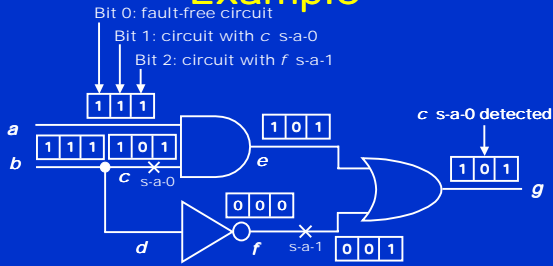 Example
Bit 0: fault-free circuit
Bit 1: circuit with c s-a-0
Bit 2: circuit with f s-a-1
1 1 1
a
1 1 1
1 0 1
b
c
s-a-0
1 0 1
e
c s-a-0 detected
1 0 1
g
0 0 0
d
f
s-a-1
0 0 1